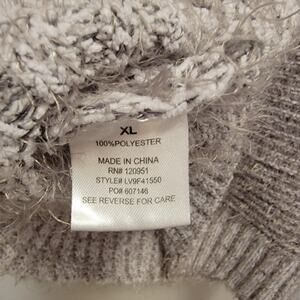 XL
100%POLYESTER
MADE IN CHINA
RN# 120951
STYLE# LV9F41550
PO# 607146
SEE REVERSE FOR CARE